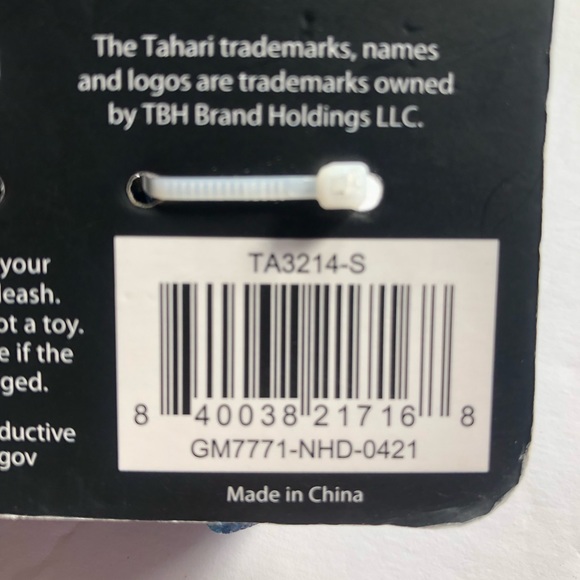 The Tahari trademarks, names
and logos are trademarks owned
by TBH Brand Holdings LLC.
your
leash.
ot a toy.
e if the
ged.
ductive
gov
TA3214-S
8 40038 21716 8
GM7771-NHD-0421
Made in China